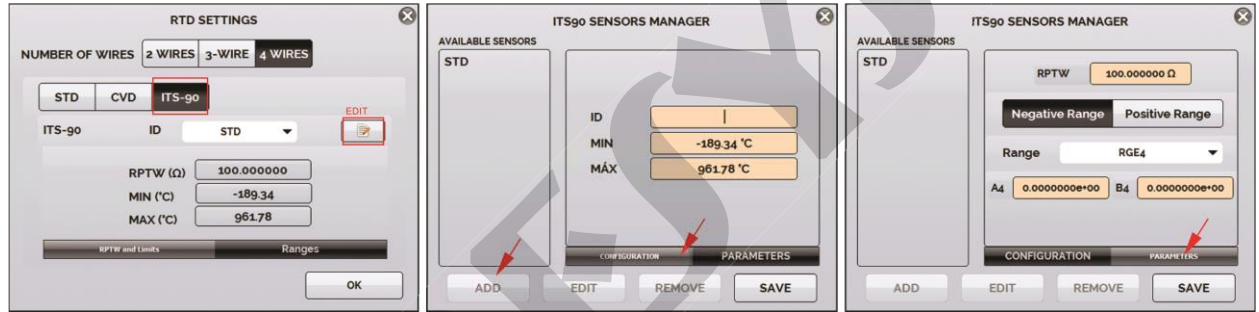 RTD SETTINGS
NUMBER OF WIRES 2 WIRES 3-WIRE 4 WIRES
STD CVD ITS-90
EDIT
ITS-90 ID STD
RPTW (Ω) 100.000000
MIN (°C) -189.34
MAX (°C) 961.78
RPTW and Limits Ranges
OK
ITS90 SENSORS MANAGER
AVAILABLE SENSORS
STD
ID
MIN -189.34 °C
MÁX 961.78 °C
CONFIGURATION PARAMETERS
ADD EDIT REMOVE SAVE
ITS90 SENSORS MANAGER
AVAILABLE SENSORS
STD
RPTW 100.000000 Ω
Negative Range Positive Range
Range RGE4
A4 0.0000000e+00 B4 0.0000000e+00
CONFIGURATION PARAMETERS
ADD EDIT REMOVE SAVE